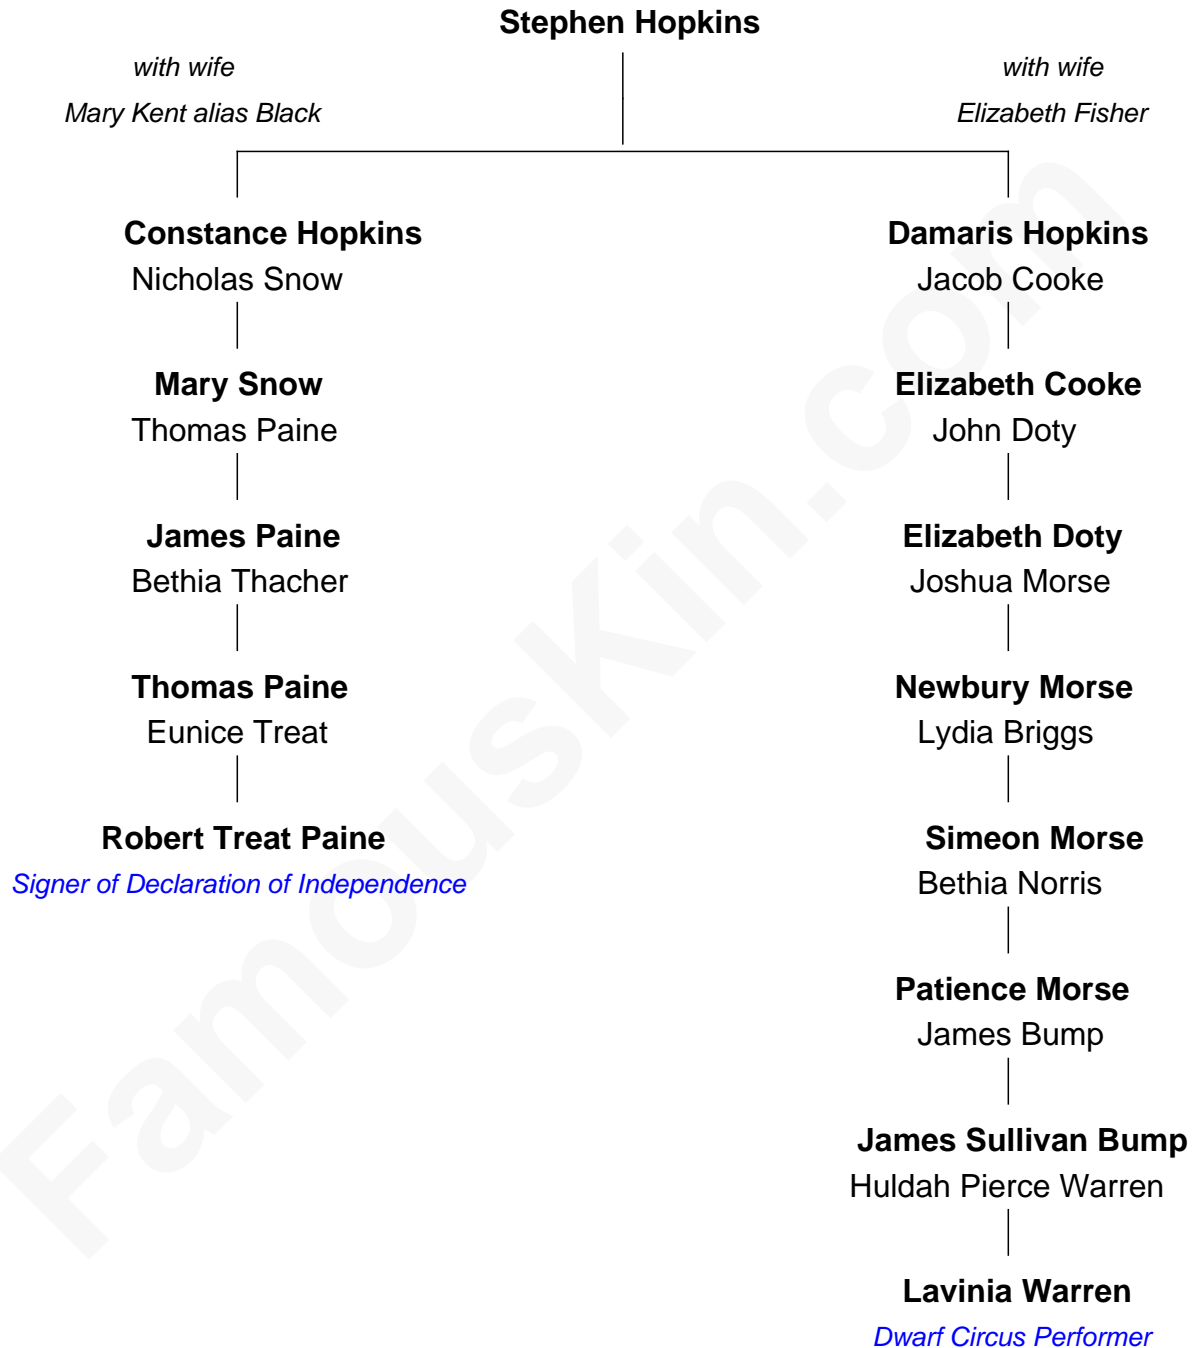 Stephen Hopkins
with wife
Mary Kent alias Black
with wife
Elizabeth Fisher
Constance Hopkins
Nicholas Snow
Mary Snow
Thomas Paine
James Paine
Bethia Thacher
Thomas Paine
Eunice Treat
Robert Treat Paine
Signer of Declaration of Independence
Damaris Hopkins
Jacob Cooke
Elizabeth Cooke
John Doty
Elizabeth Doty
Joshua Morse
Newbury Morse
Lydia Briggs
Simeon Morse
Bethia Norris
Patience Morse
James Bump
James Sullivan Bump
Huldah Pierce Warren
Lavinia Warren
Dwarf Circus Performer
FamousKin.com